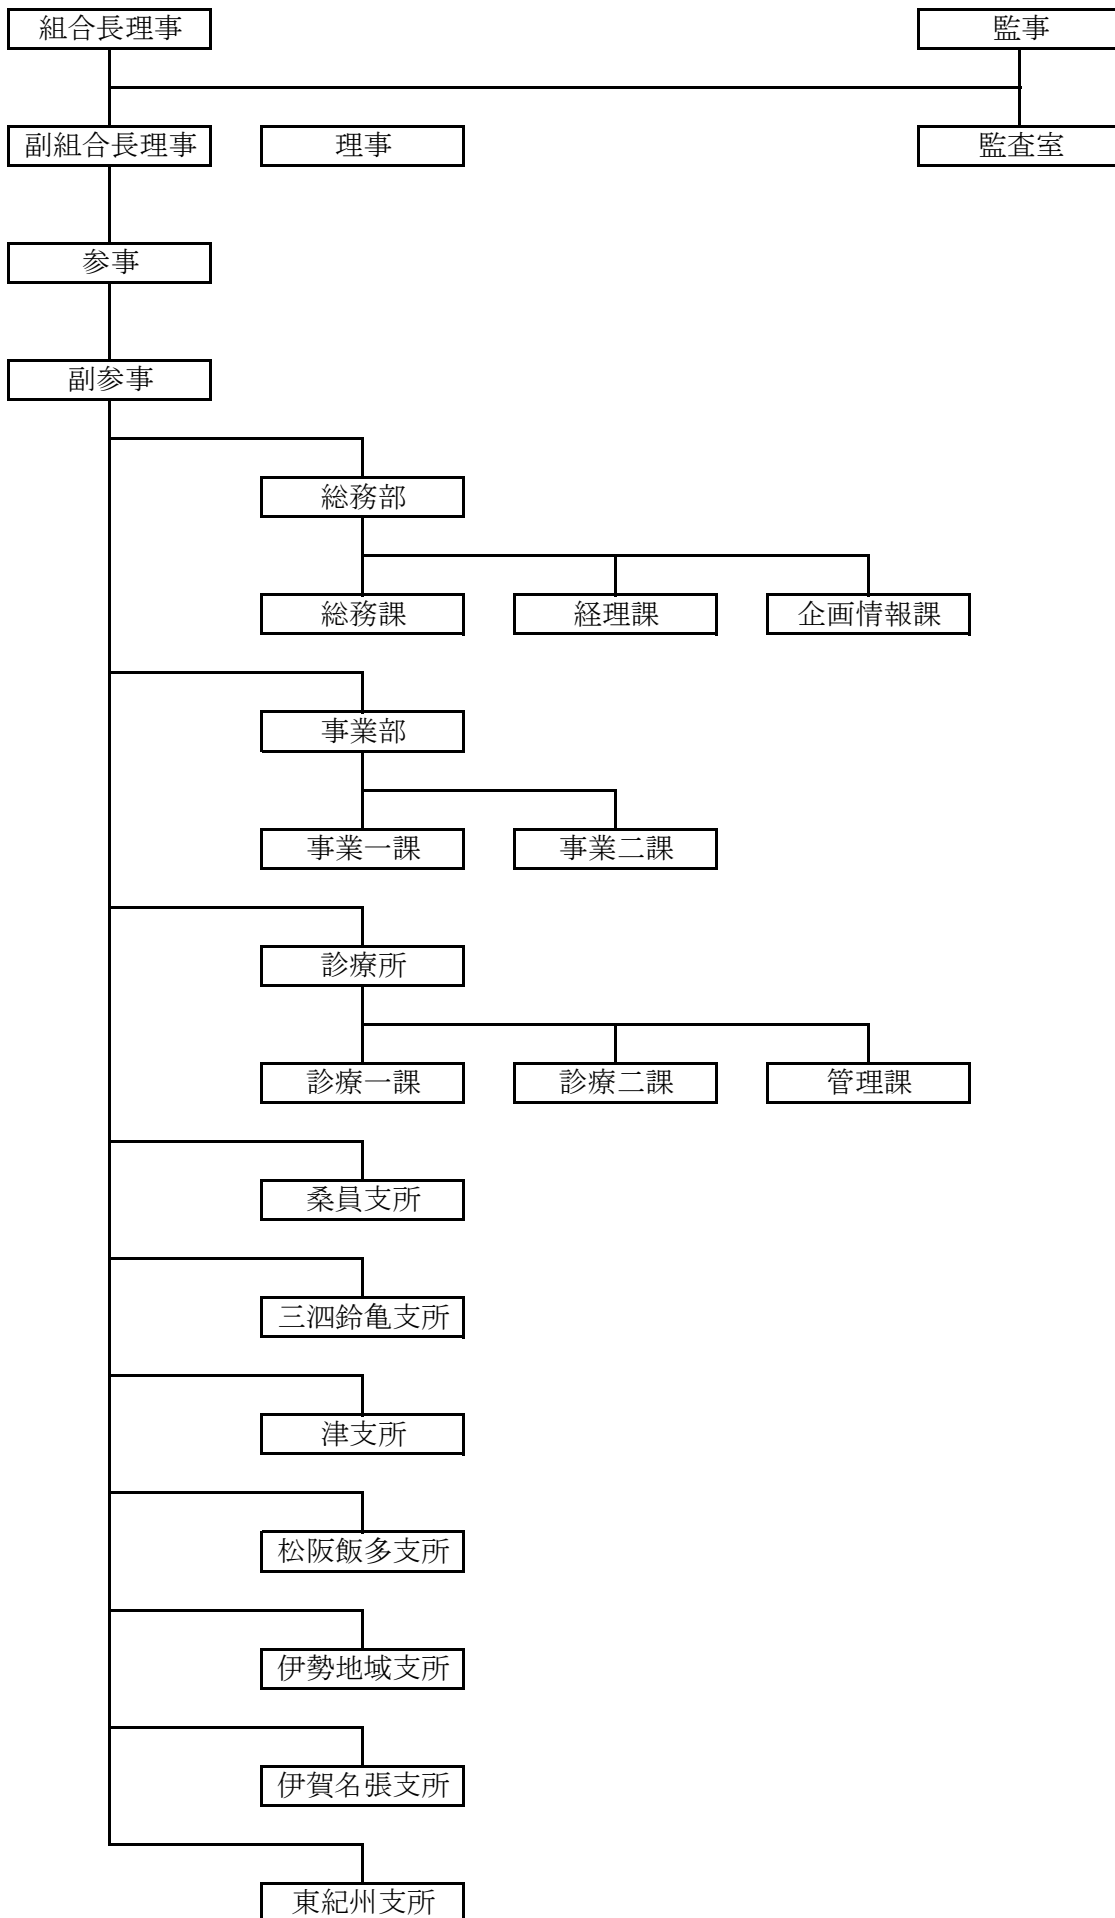 組合長理事 監事
副組合長理事 理事 監査室
参事
副参事
総務部
総務課 経理課 企画情報課
事業部
事業一課 事業二課
診療所
診療一課 診療二課 管理課
桑員支所
三泗鈴亀支所
津支所
松阪飯多支所
伊勢地域支所
伊賀名張支所
東紀州支所